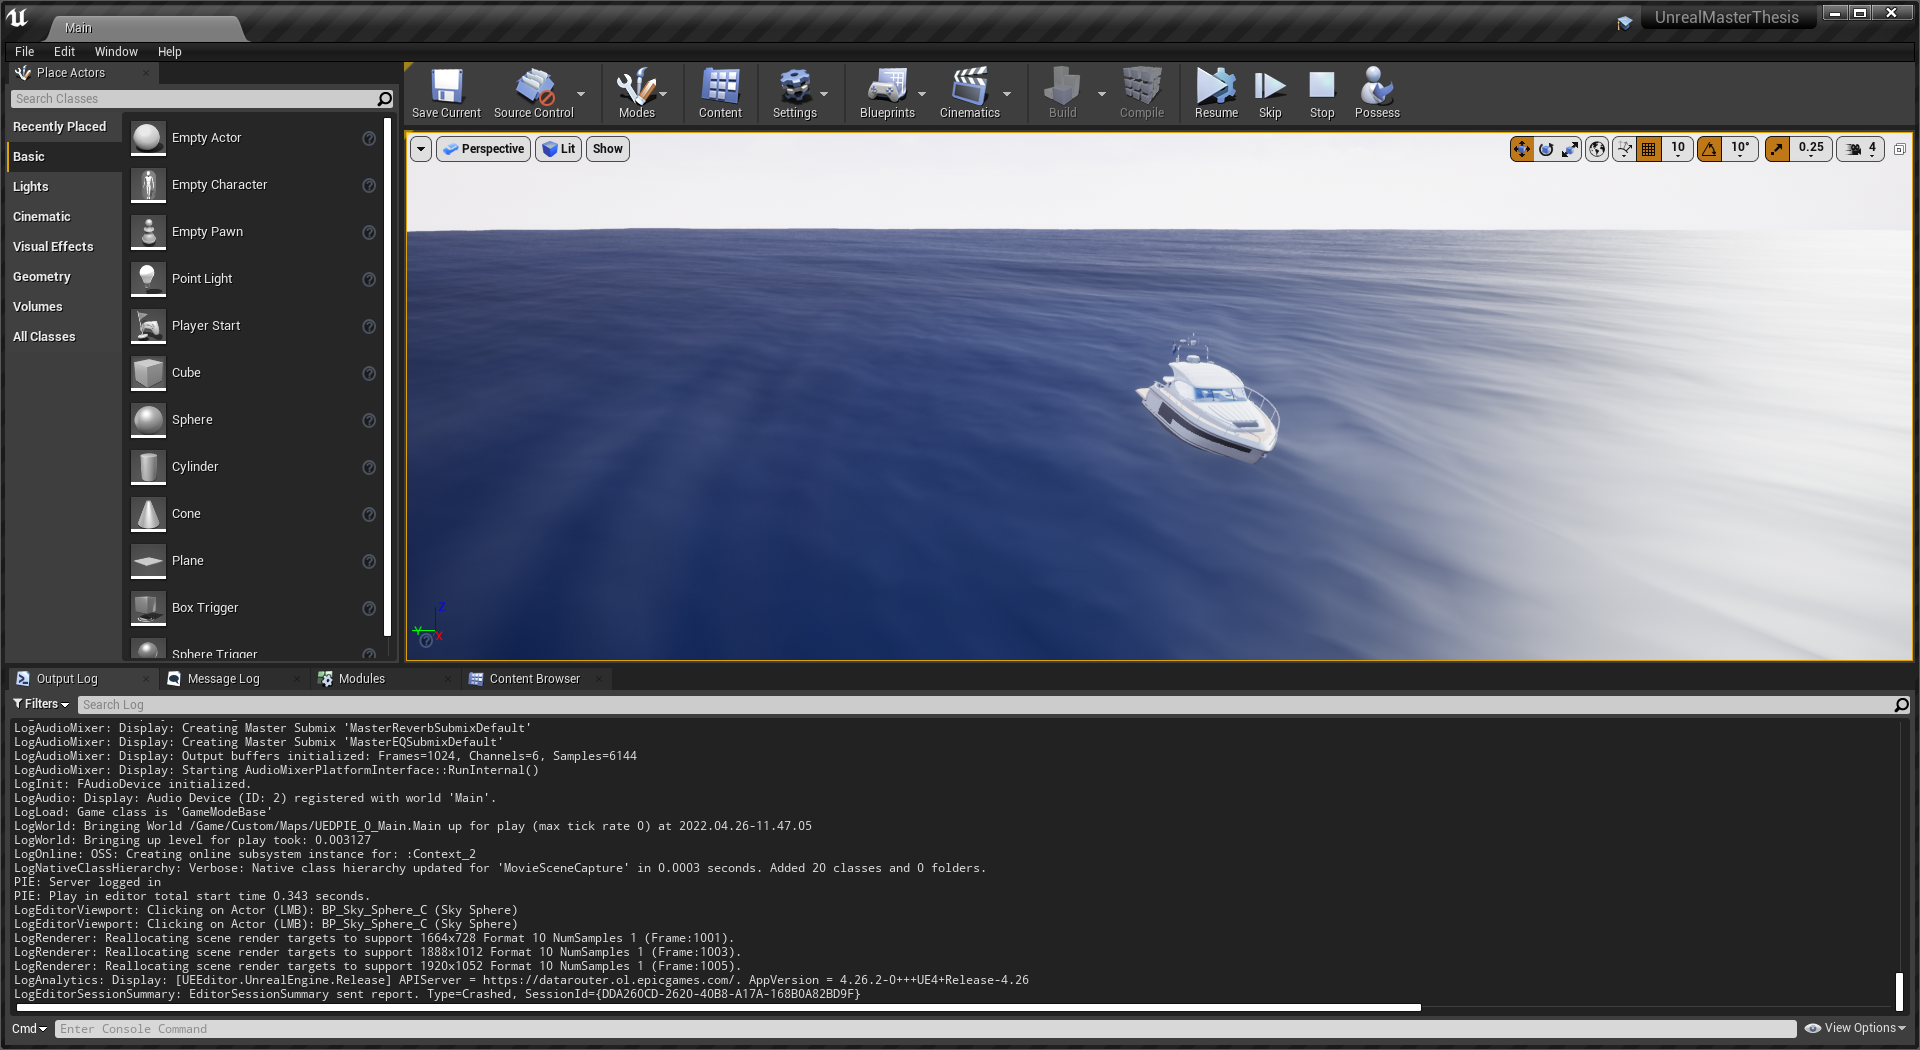 Main
UnrealMasterThesis
File Edit Window Help
Place Actors
Search Classes
Recently Placed
Basic
Lights
Cinematic
Visual Effects
Geometry
Volumes
All Classes
Empty Actor
Empty Character
Empty Pawn
Point Light
Player Start
Cube
Sphere
Cylinder
Cone
Plane
Box Trigger
Sphere Trigger
Save Current Source Control Modes Content Settings Blueprints Cinematics Build Compile Resume Skip Stop Possess
Perspective Lit Show
10 10° 0.25 4
Z
Y
X
Output Log Message Log Modules Content Browser
Filters Search Log
LogAudioMixer: Display: Creating Master Submix 'MasterReverbSubmixDefault'
LogAudioMixer: Display: Creating Master Submix 'MasterEQSubmixDefault'
LogAudioMixer: Display: Output buffers initialized: Frames=1024, Channels=6, Samples=6144
LogAudioMixer: Display: Starting AudioMixerPlatformInterface::RunInternal()
LogInit: FAudioDevice initialized.
LogAudio: Display: Audio Device (ID: 2) registered with world 'Main'.
LogLoad: Game class is 'GameModeBase'
LogWorld: Bringing World /Game/Custom/Maps/UEDPIE_0_Main.Main up for play (max tick rate 0) at 2022.04.26-11.47.05
LogWorld: Bringing up level for play took: 0.003127
LogOnline: OSS: Creating online subsystem instance for: :Context_2
LogNativeClassHierarchy: Verbose: Native class hierarchy updated for 'MovieSceneCapture' in 0.0003 seconds. Added 20 classes and 0 folders.
PIE: Server logged in
PIE: Play in editor total start time 0.343 seconds.
LogEditorViewport: Clicking on Actor (LMB): BP_Sky_Sphere_C (Sky Sphere)
LogEditorViewport: Clicking on Actor (LMB): BP_Sky_Sphere_C (Sky Sphere)
LogRenderer: Reallocating scene render targets to support 1664x728 Format 10 NumSamples 1 (Frame:1001).
LogRenderer: Reallocating scene render targets to support 1888x1012 Format 10 NumSamples 1 (Frame:1003).
LogRenderer: Reallocating scene render targets to support 1920x1052 Format 10 NumSamples 1 (Frame:1005).
LogAnalytics: Display: [UEEditor.UnrealEngine.Release] APIServer = https://datarouter.ol.epicgames.com/. AppVersion = 4.26.2-0+++UE4+Release-4.26
LogEditorSessionSummary: EditorSessionSummary sent report. Type=Crashed, SessionId={DDA260CD-2620-40B8-A17A-168B0A82BD9F}
Cmd Enter Console Command View Options